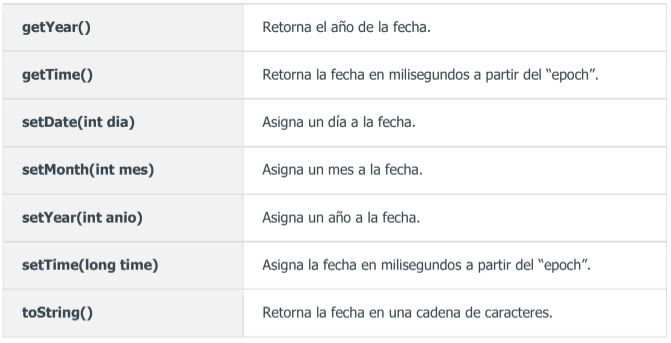 getYear() Retorna el año de la fecha.
getTime() Retorna la fecha en milisegundos a partir del “epoch”.
setDate(int dia) Asigna un día a la fecha.
setMonth(int mes) Asigna un mes a la fecha.
setYear(int anio) Asigna un año a la fecha.
setTime(long time) Asigna la fecha en milisegundos a partir del “epoch”.
toString() Retorna la fecha en una cadena de caracteres.